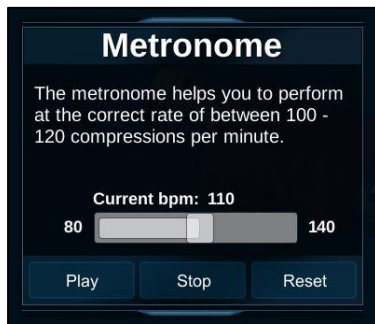 Metronome
The metronome helps you to perform
at the correct rate of between 100 -
120 compressions per minute.
Current bpm: 110
80 140
Play Stop Reset